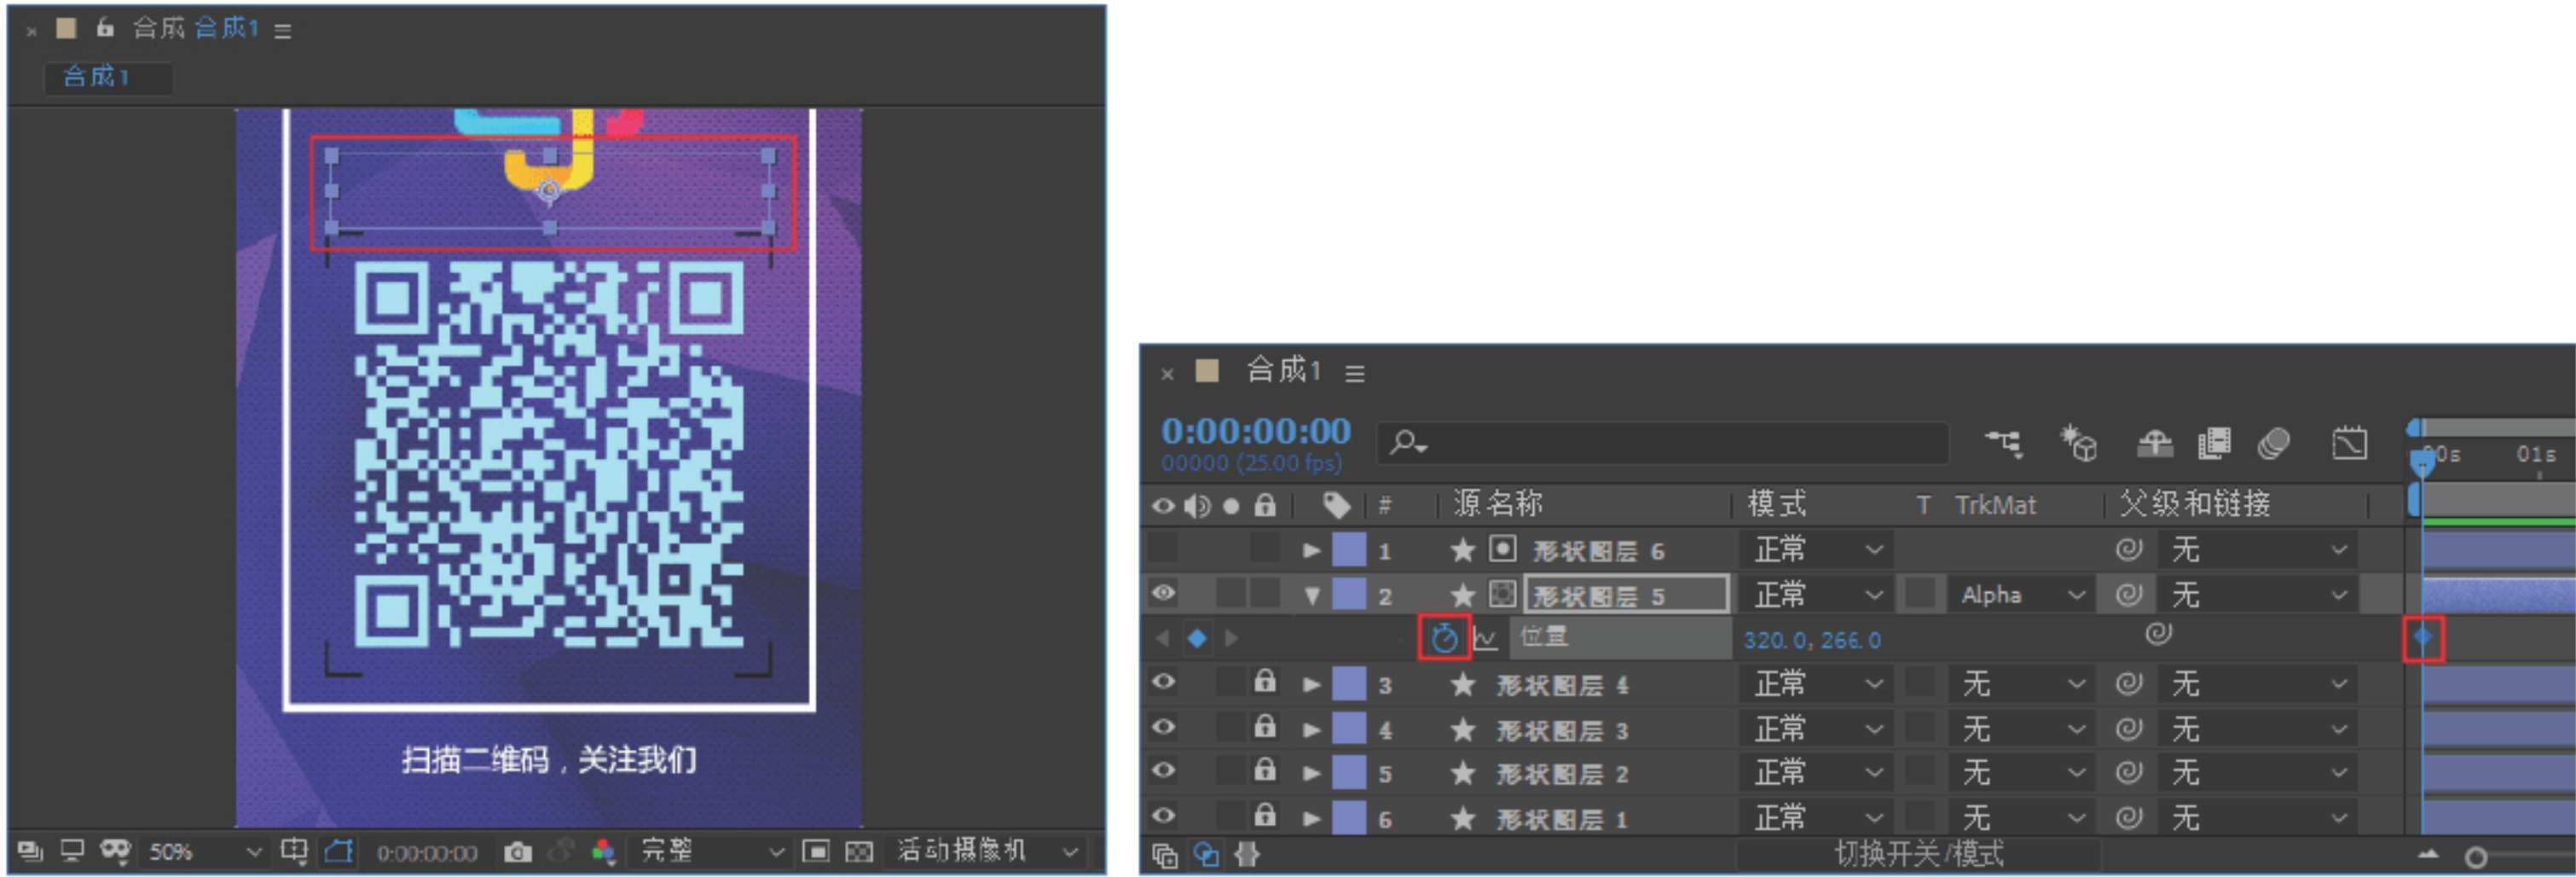 合成 合成1
合成1
扫描二维码，关注我们
50%
0:00:00:00
完整
活动摄像机
合成1
0:00:00:00
00000 (25.00 fps)
00s 01s
# 源名称 模式 T TrkMat 父级和链接
1 形状图层 6 正常 无
2 形状图层 5 正常 Alpha 无
位置 320.0, 266.0
3 形状图层 4 正常 无 无
4 形状图层 3 正常 无 无
5 形状图层 2 正常 无 无
6 形状图层 1 正常 无 无
切换开关/模式